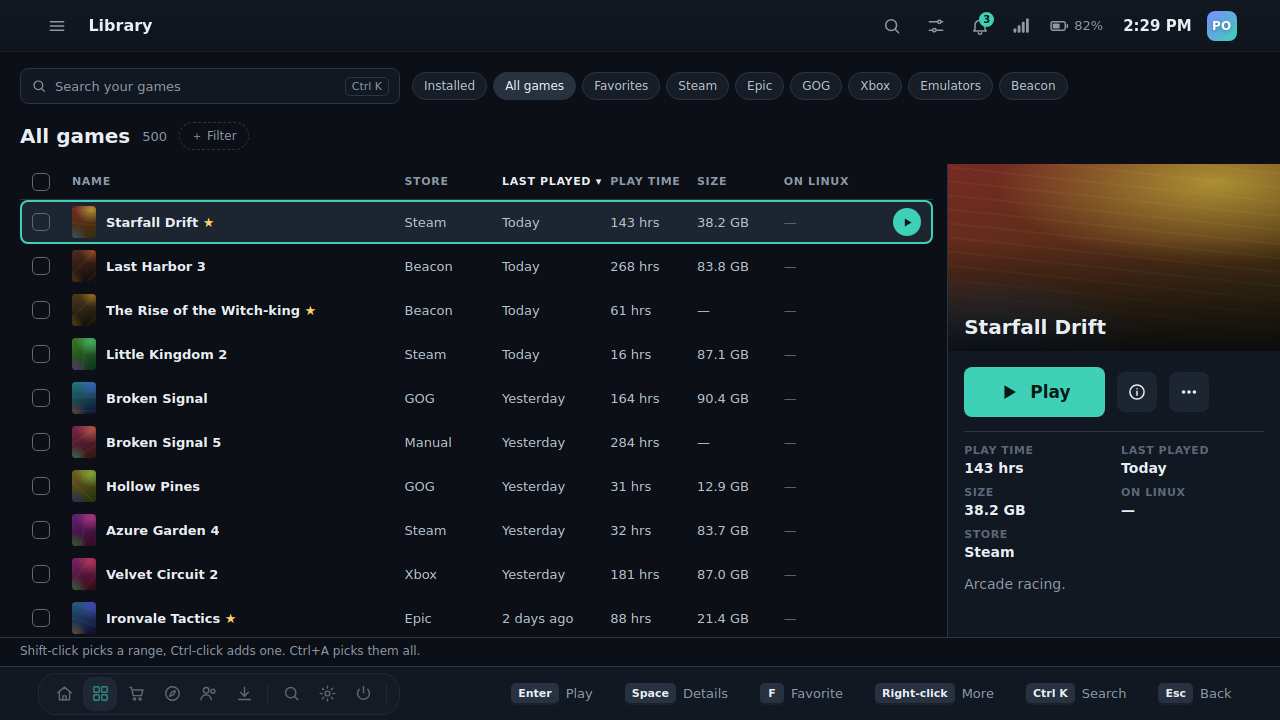 Library
3
82%
2:29 PM
PO
Search your games
Ctrl K
Installed
All games
Favorites
Steam
Epic
GOG
Xbox
Emulators
Manual
Beacon
All games 500 + Filter
NAME STORE LAST PLAYED ▾ PLAY TIME SIZE ON LINUX
Starfall Drift ★ Steam Today 143 hrs 38.2 GB —
Last Harbor 3 Beacon Today 268 hrs 83.8 GB —
The Rise of the Witch-king ★ Beacon Today 61 hrs — —
Little Kingdom 2 Steam Today 16 hrs 87.1 GB —
Broken Signal GOG Yesterday 164 hrs 90.4 GB —
Broken Signal 5 Manual Yesterday 284 hrs — —
Hollow Pines GOG Yesterday 31 hrs 12.9 GB —
Azure Garden 4 Steam Yesterday 32 hrs 83.7 GB —
Velvet Circuit 2 Xbox Yesterday 181 hrs 87.0 GB —
Ironvale Tactics ★ Epic 2 days ago 88 hrs 21.4 GB —
Starfall Drift
Play
PLAY TIME LAST PLAYED
143 hrs Today
SIZE ON LINUX
38.2 GB —
STORE
Steam
Arcade racing.
Shift-click picks a range, Ctrl-click adds one. Ctrl+A picks them all.
Enter Play Space Details F Favorite Right-click More Ctrl K Search Esc Back